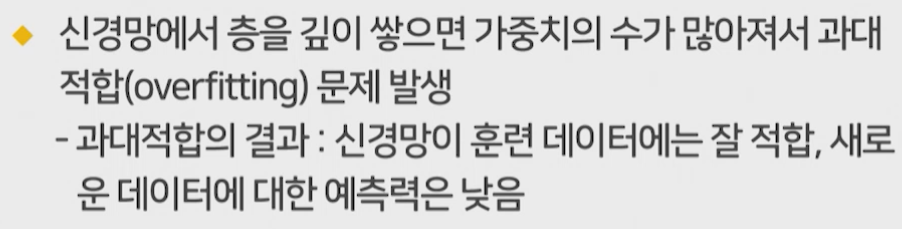 ◆ 신경망에서 층을 깊이 쌓으면 가중치의 수가 많아져서 과대
적합(overfitting) 문제 발생
- 과대적합의 결과 : 신경망이 훈련 데이터에는 잘 적합, 새로
운 데이터에 대한 예측력은 낮음